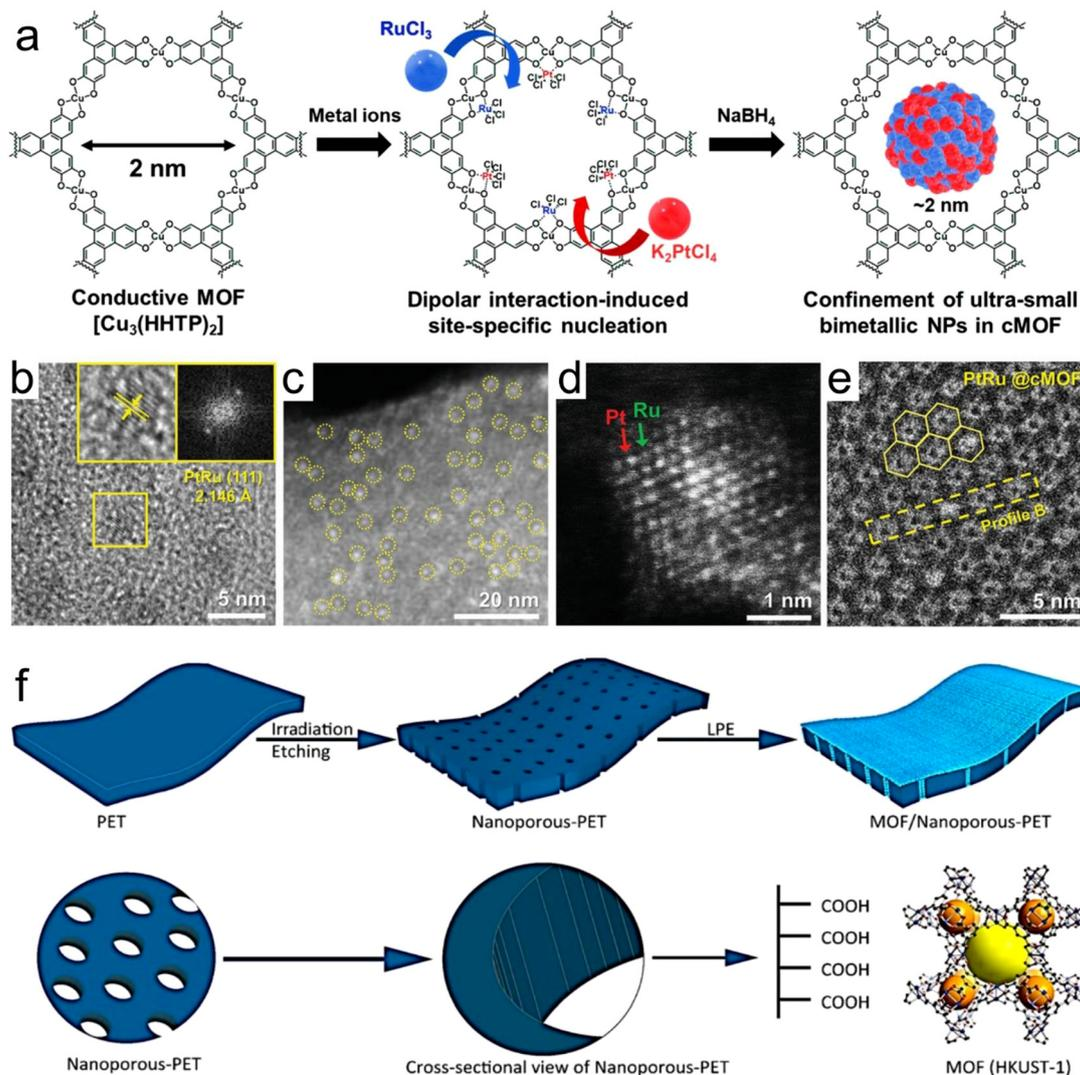 a
RuCl3
2 nm
Metal ions
K2PtCl4
NaBH4
~2 nm
Conductive MOF
[Cu3(HHTP)2]
Dipolar interaction-induced
site-specific nucleation
Confinement of ultra-small
bimetallic NPs in cMOF
b
PtRu (111)
2.146 Å
5 nm
c
20 nm
d
Pt
Ru
1 nm
e
PtRu @cMOF
Profile B
5 nm
f
Irradiation
Etching
LPE
PET
Nanoporous-PET
MOF/Nanoporous-PET
COOH
COOH
COOH
COOH
Nanoporous-PET
Cross-sectional view of Nanoporous-PET
MOF (HKUST-1)